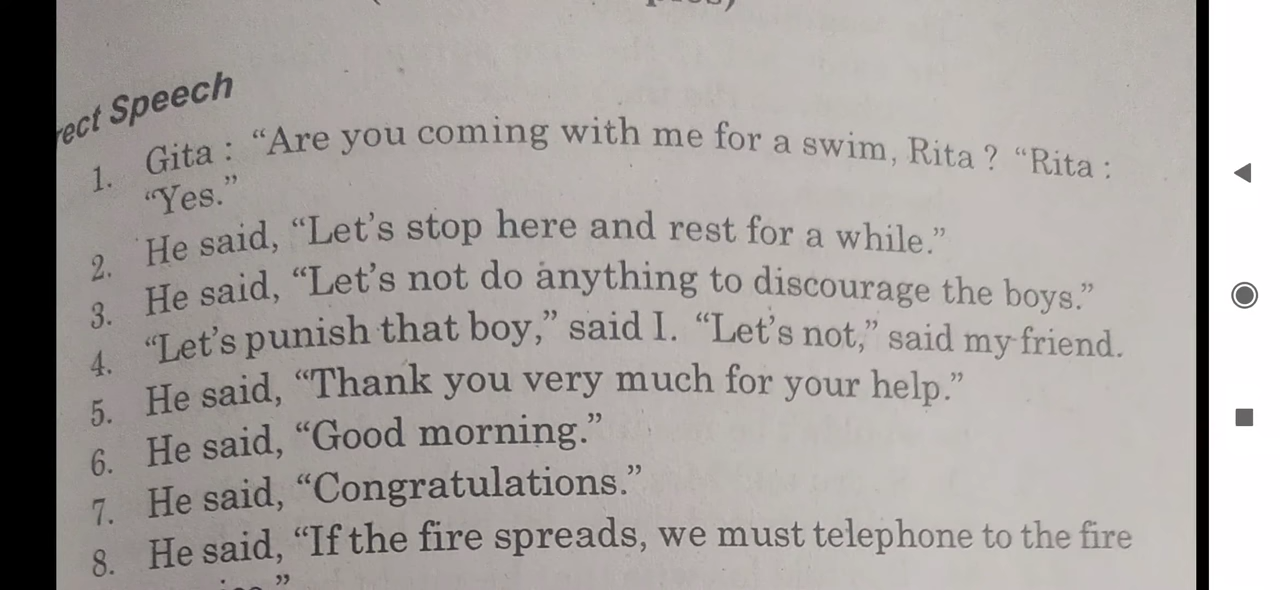 rect Speech
1. Gita : “Are you coming with me for a swim, Rita ? “Rita :
“Yes.”
2. He said, “Let’s stop here and rest for a while.”
3. He said, “Let’s not do anything to discourage the boys.”
4. “Let’s punish that boy,” said I. “Let’s not,” said my friend.
5. He said, “Thank you very much for your help.”
6. He said, “Good morning.”
7. He said, “Congratulations.”
8. He said, “If the fire spreads, we must telephone to the fire